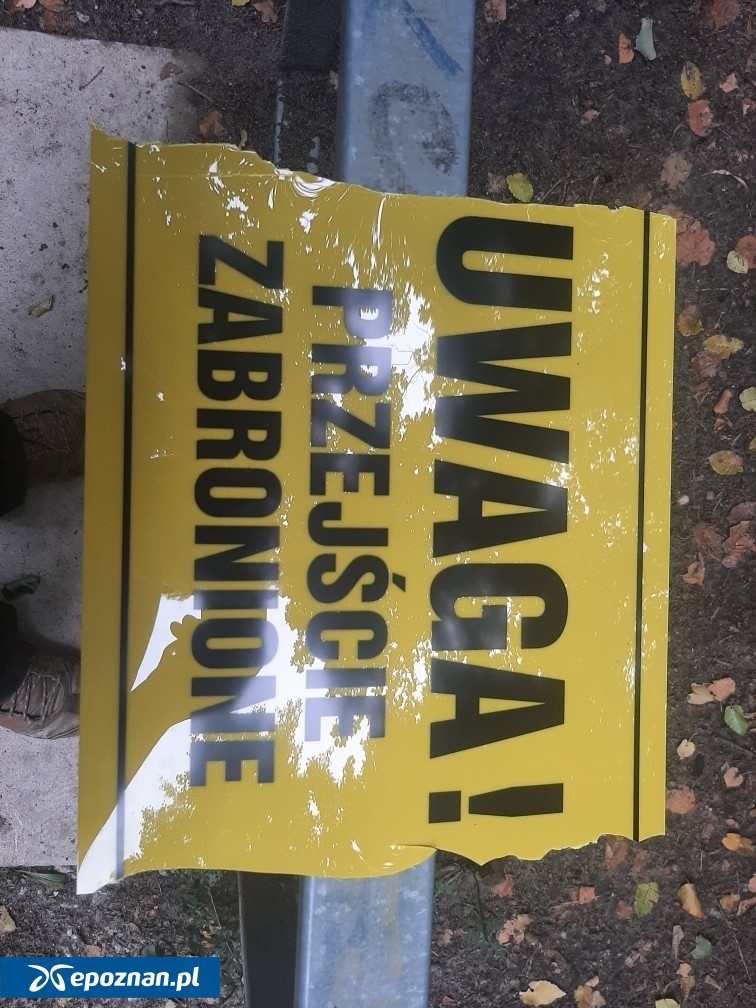 UWAGA!
PRZEJŚCIE
ZABRONIONE
epoznan.pl